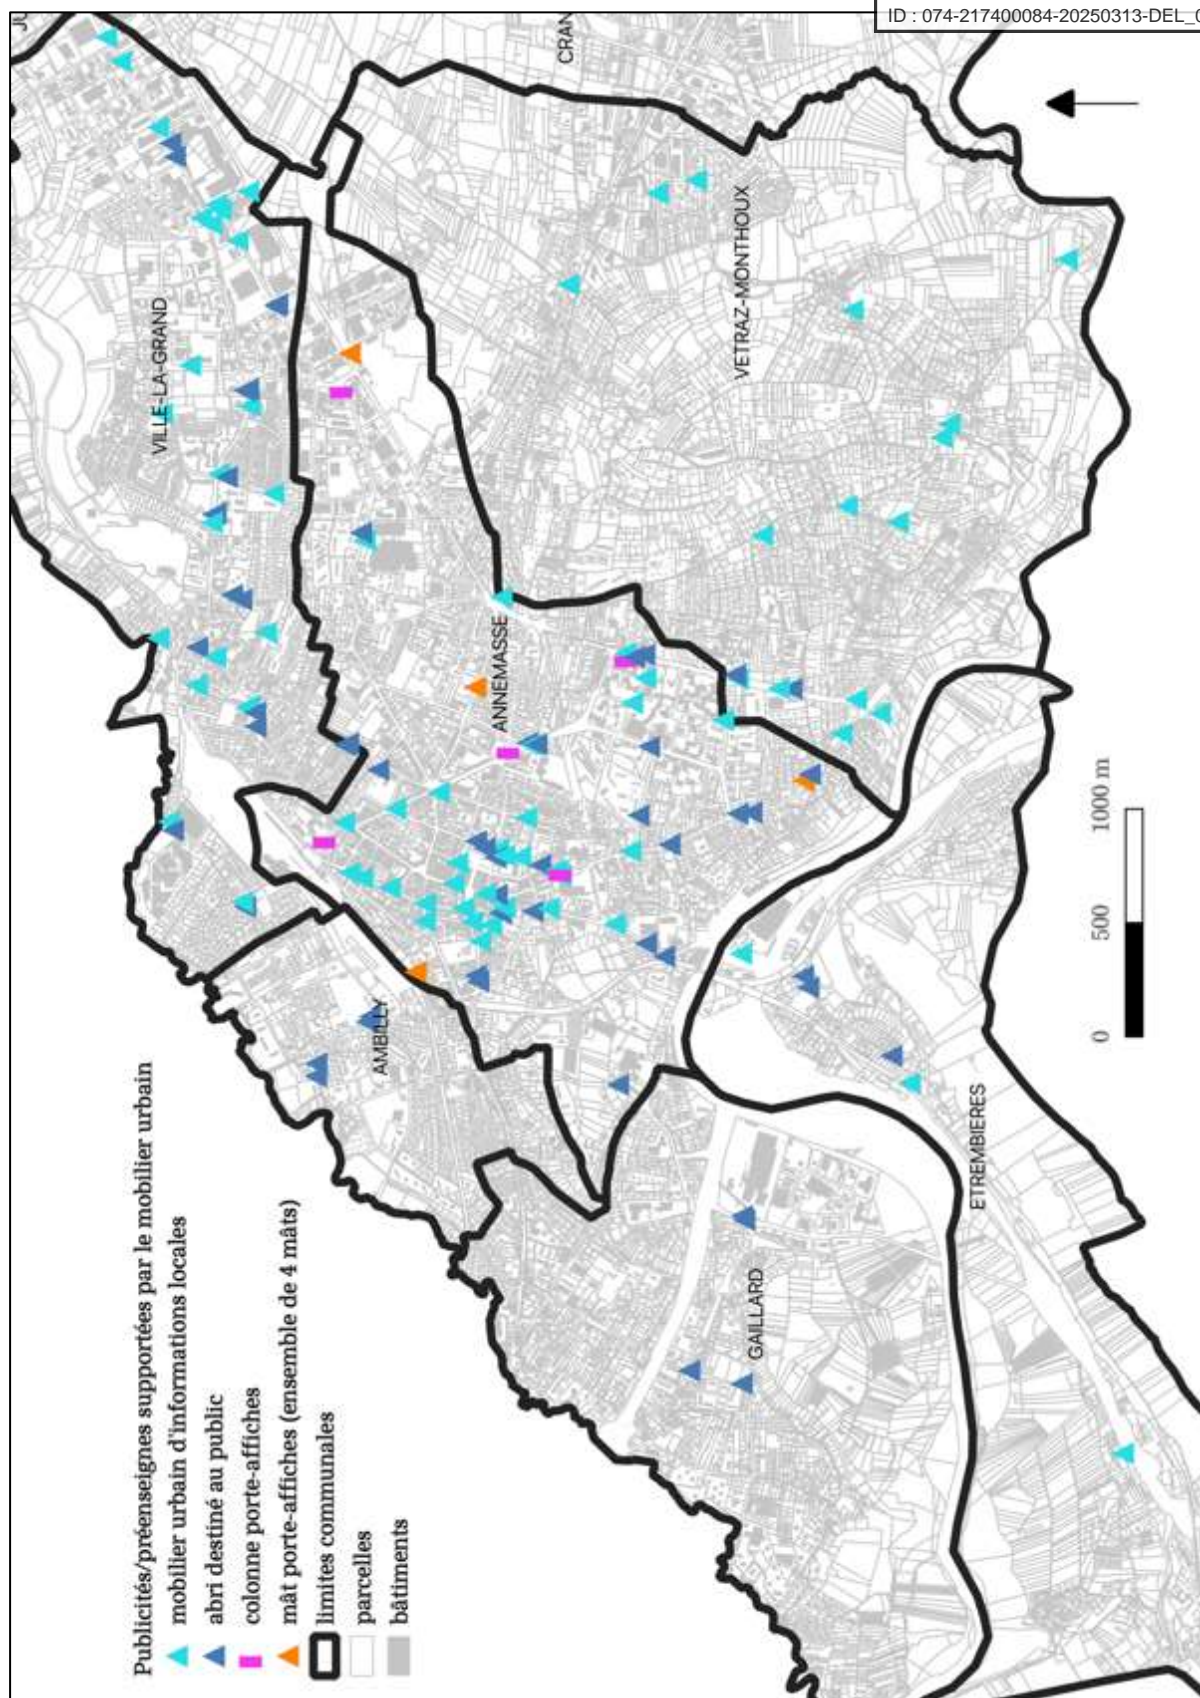 ID : 074-217400084-20250313-DEL_
JU
CRAN
VILLE-LA-GRAND
VETRAZ-MONTHOUX
ANNEMASSE
AMBILLY
ETREMBIERES
GAILLARD
0 500 1000 m
Publicités/préenseignes supportées par le mobilier urbain
mobilier urbain d'informations locales
abri destiné au public
colonne porte-affiches
mât porte-affiches (ensemble de 4 mâts)
limites communales
parcelles
bâtiments